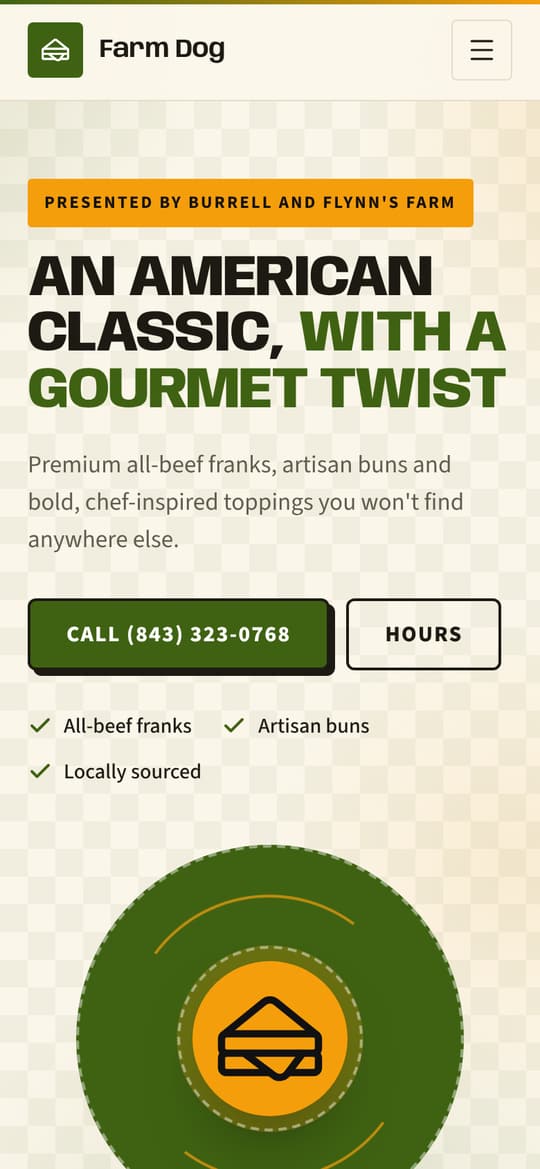 Farm Dog
PRESENTED BY BURRELL AND FLYNN'S FARM
AN AMERICAN
CLASSIC, WITH A
GOURMET TWIST
Premium all-beef franks, artisan buns and
bold, chef-inspired toppings you won't find
anywhere else.
CALL (843) 323-0768
HOURS
All-beef franks
Artisan buns
Locally sourced